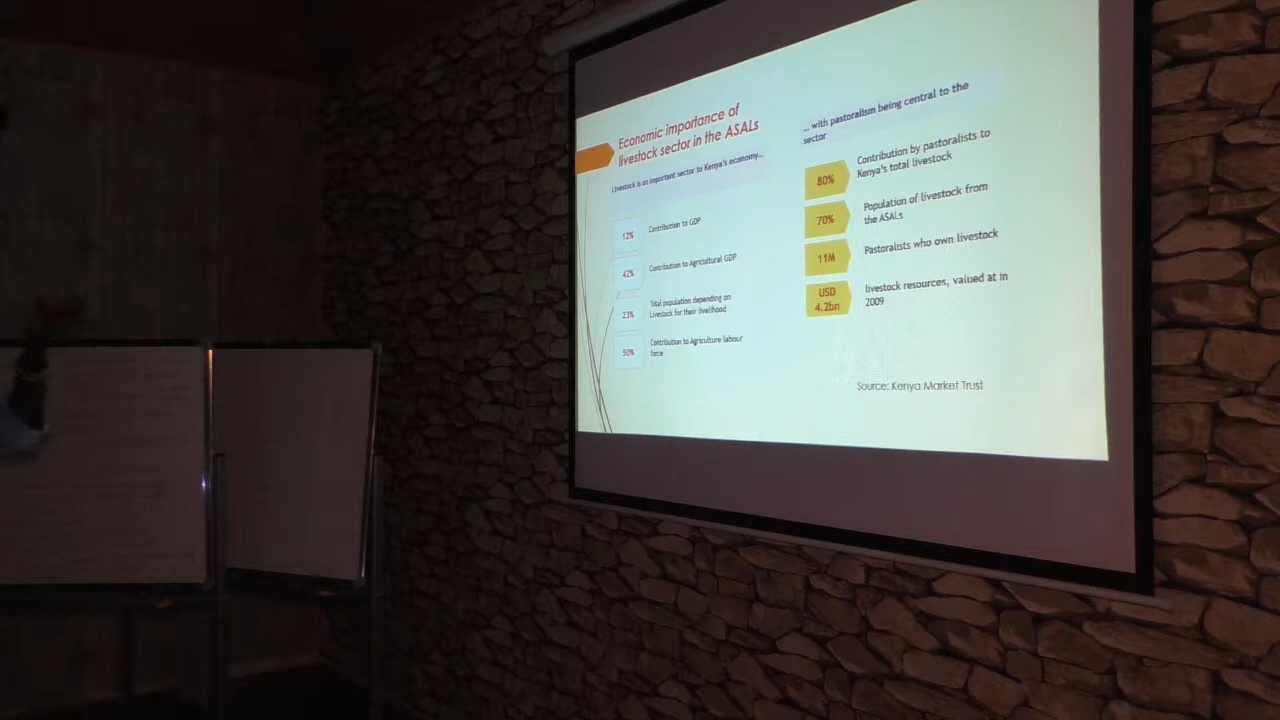 Economic importance of
livestock sector in the ASALs
Livestock is an important sector to Kenya's economy...
12%
Contribution to GDP
42%
Contribution to Agricultural GDP
23%
Total population depending on
Livestock for their livelihood
50%
Contribution to Agriculture labour
force
... with pastoralism being central to the
sector
80%
Contribution by pastoralists to
Kenya's total livestock
70%
Population of livestock from
the ASALs
11M
Pastoralists who own livestock
USD
4.2bn
livestock resources, valued at in
2009
Source: Kenya Market Trust